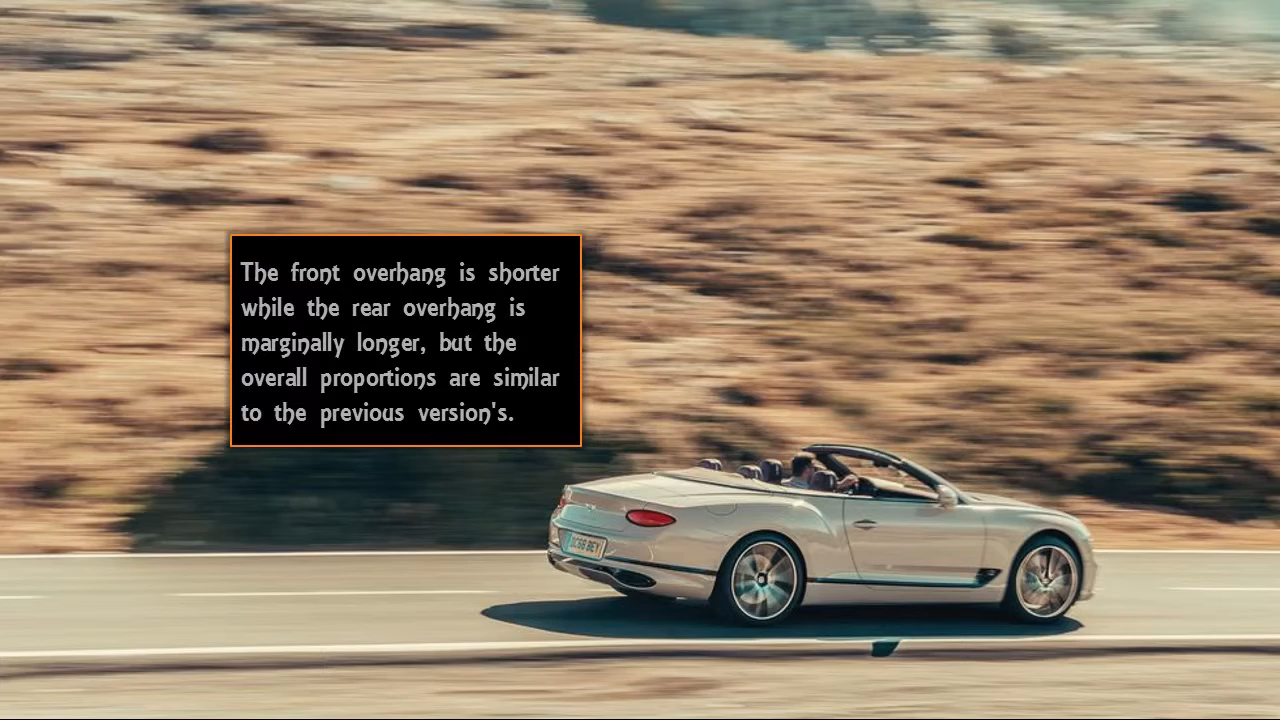 The front overhang is shorter
while the rear overhang is
marginally longer, but the
overall proportions are similar
to the previous version's.